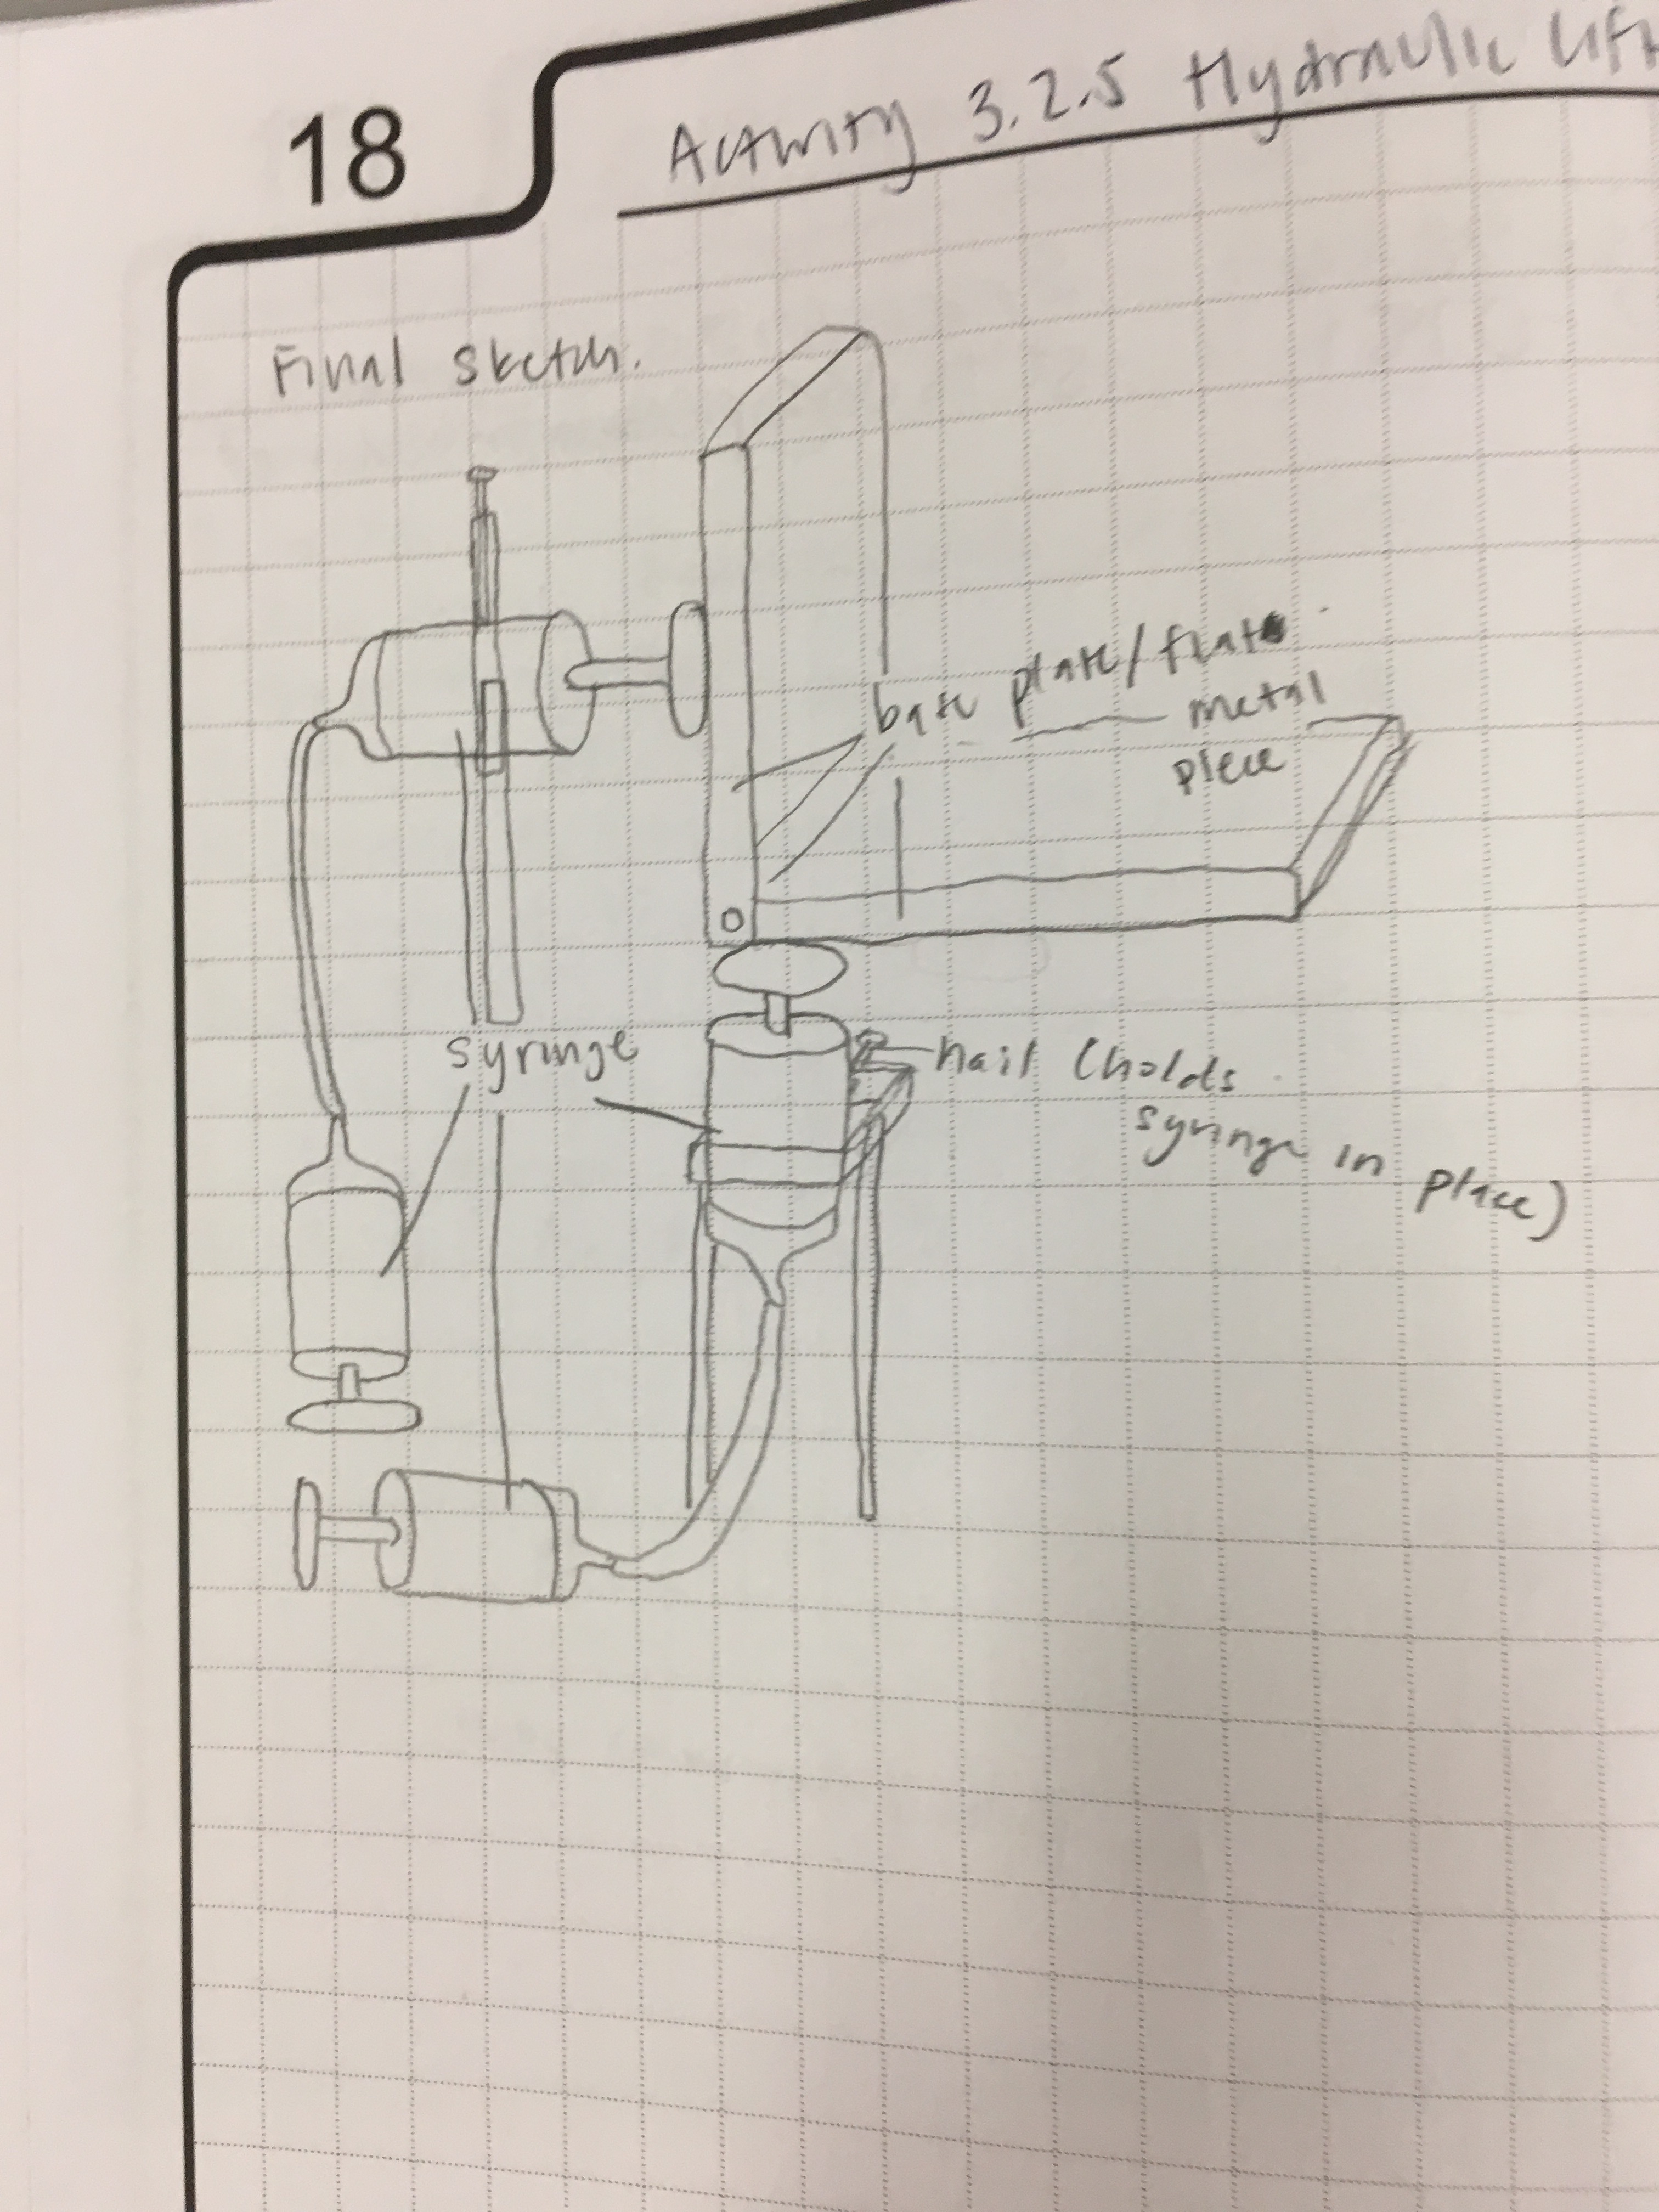 18
Activity 3.2.5 Hydraulic Lift
Final Sketch.
base plate/flat
metal
piece
syringe
nail (holds
syringe in place)